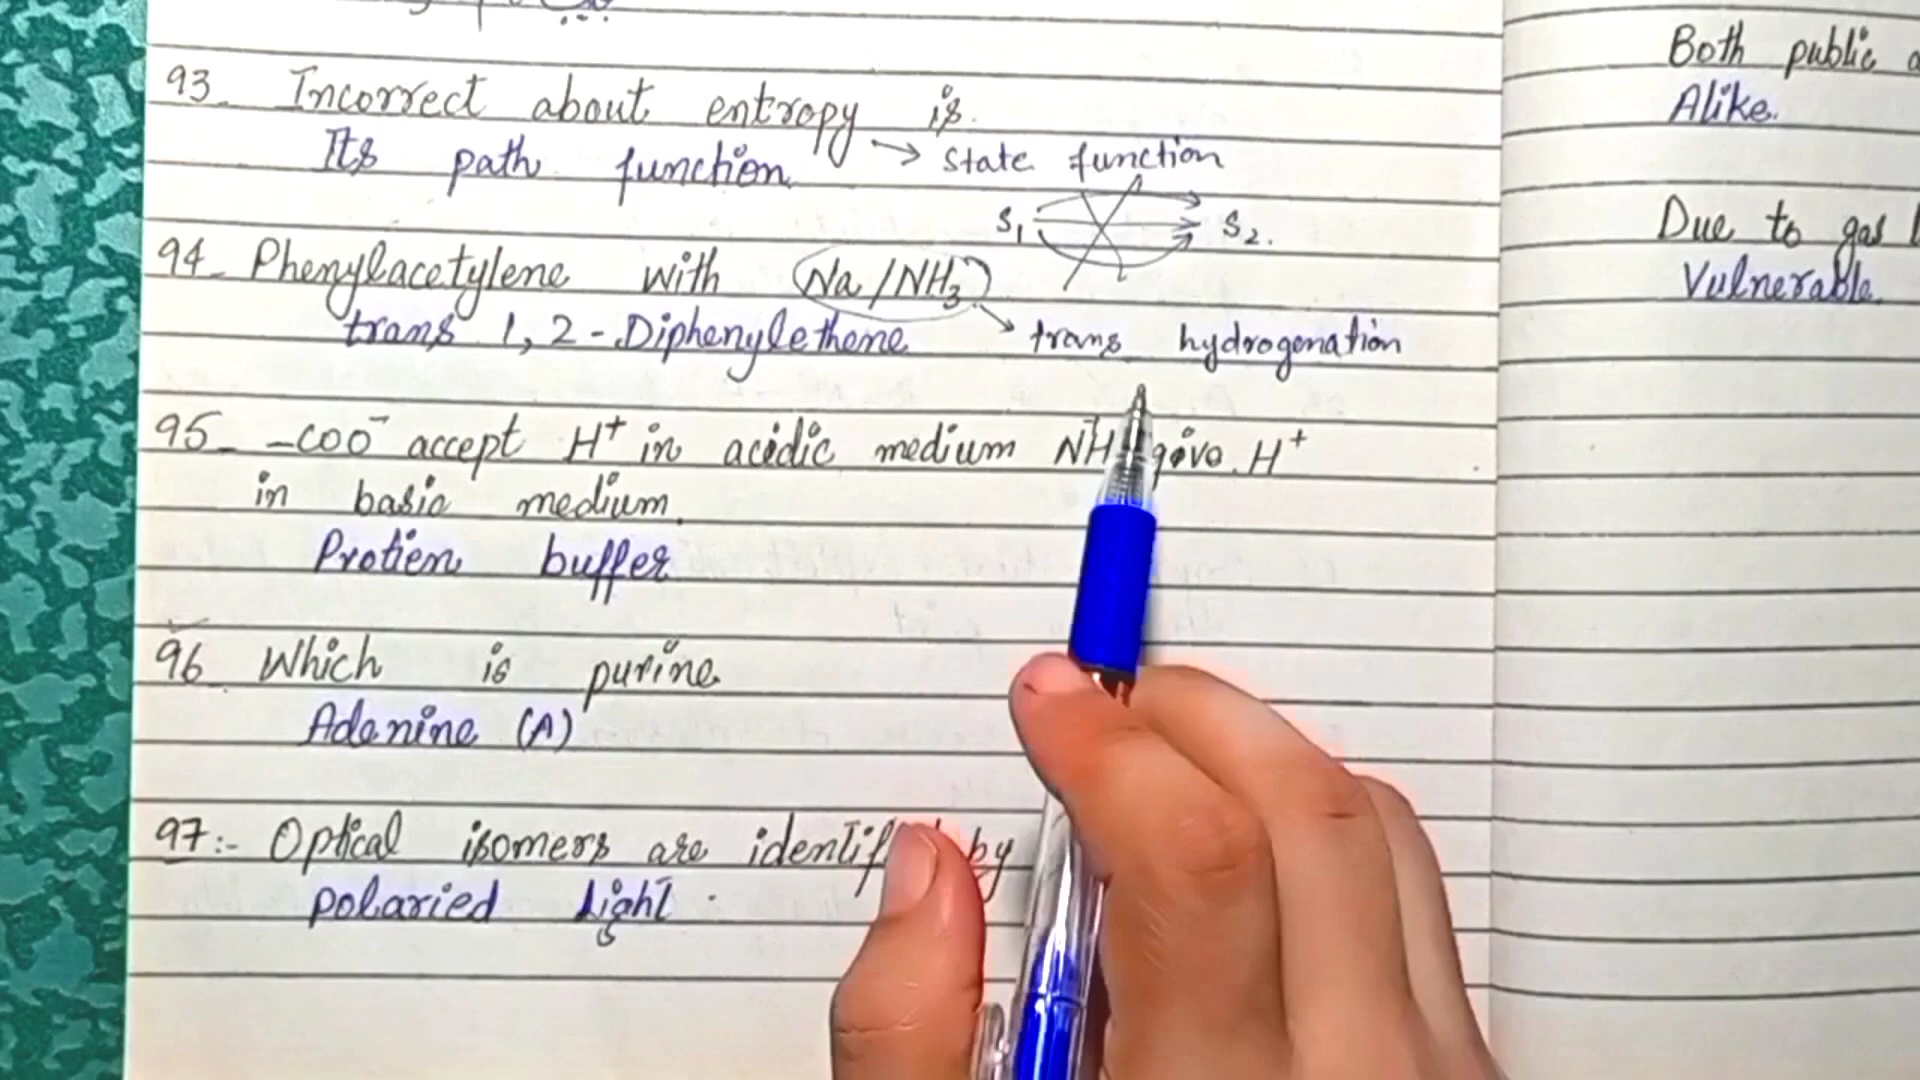 93 Incorrect about entropy is.
Its path function → state function
S1 S2.
94 Phenylacetylene with Na/NH3
trans 1,2-Diphenylethene → trans hydrogenation
95 -COO⁻ accept H⁺ in acidic medium give H⁺
in basic medium.
Protien buffer
96 Which is purine
Adenine (A)
97:- Optical isomers are by
polaried light.
Both public
Alike.
Due to gas
Vulnerable.